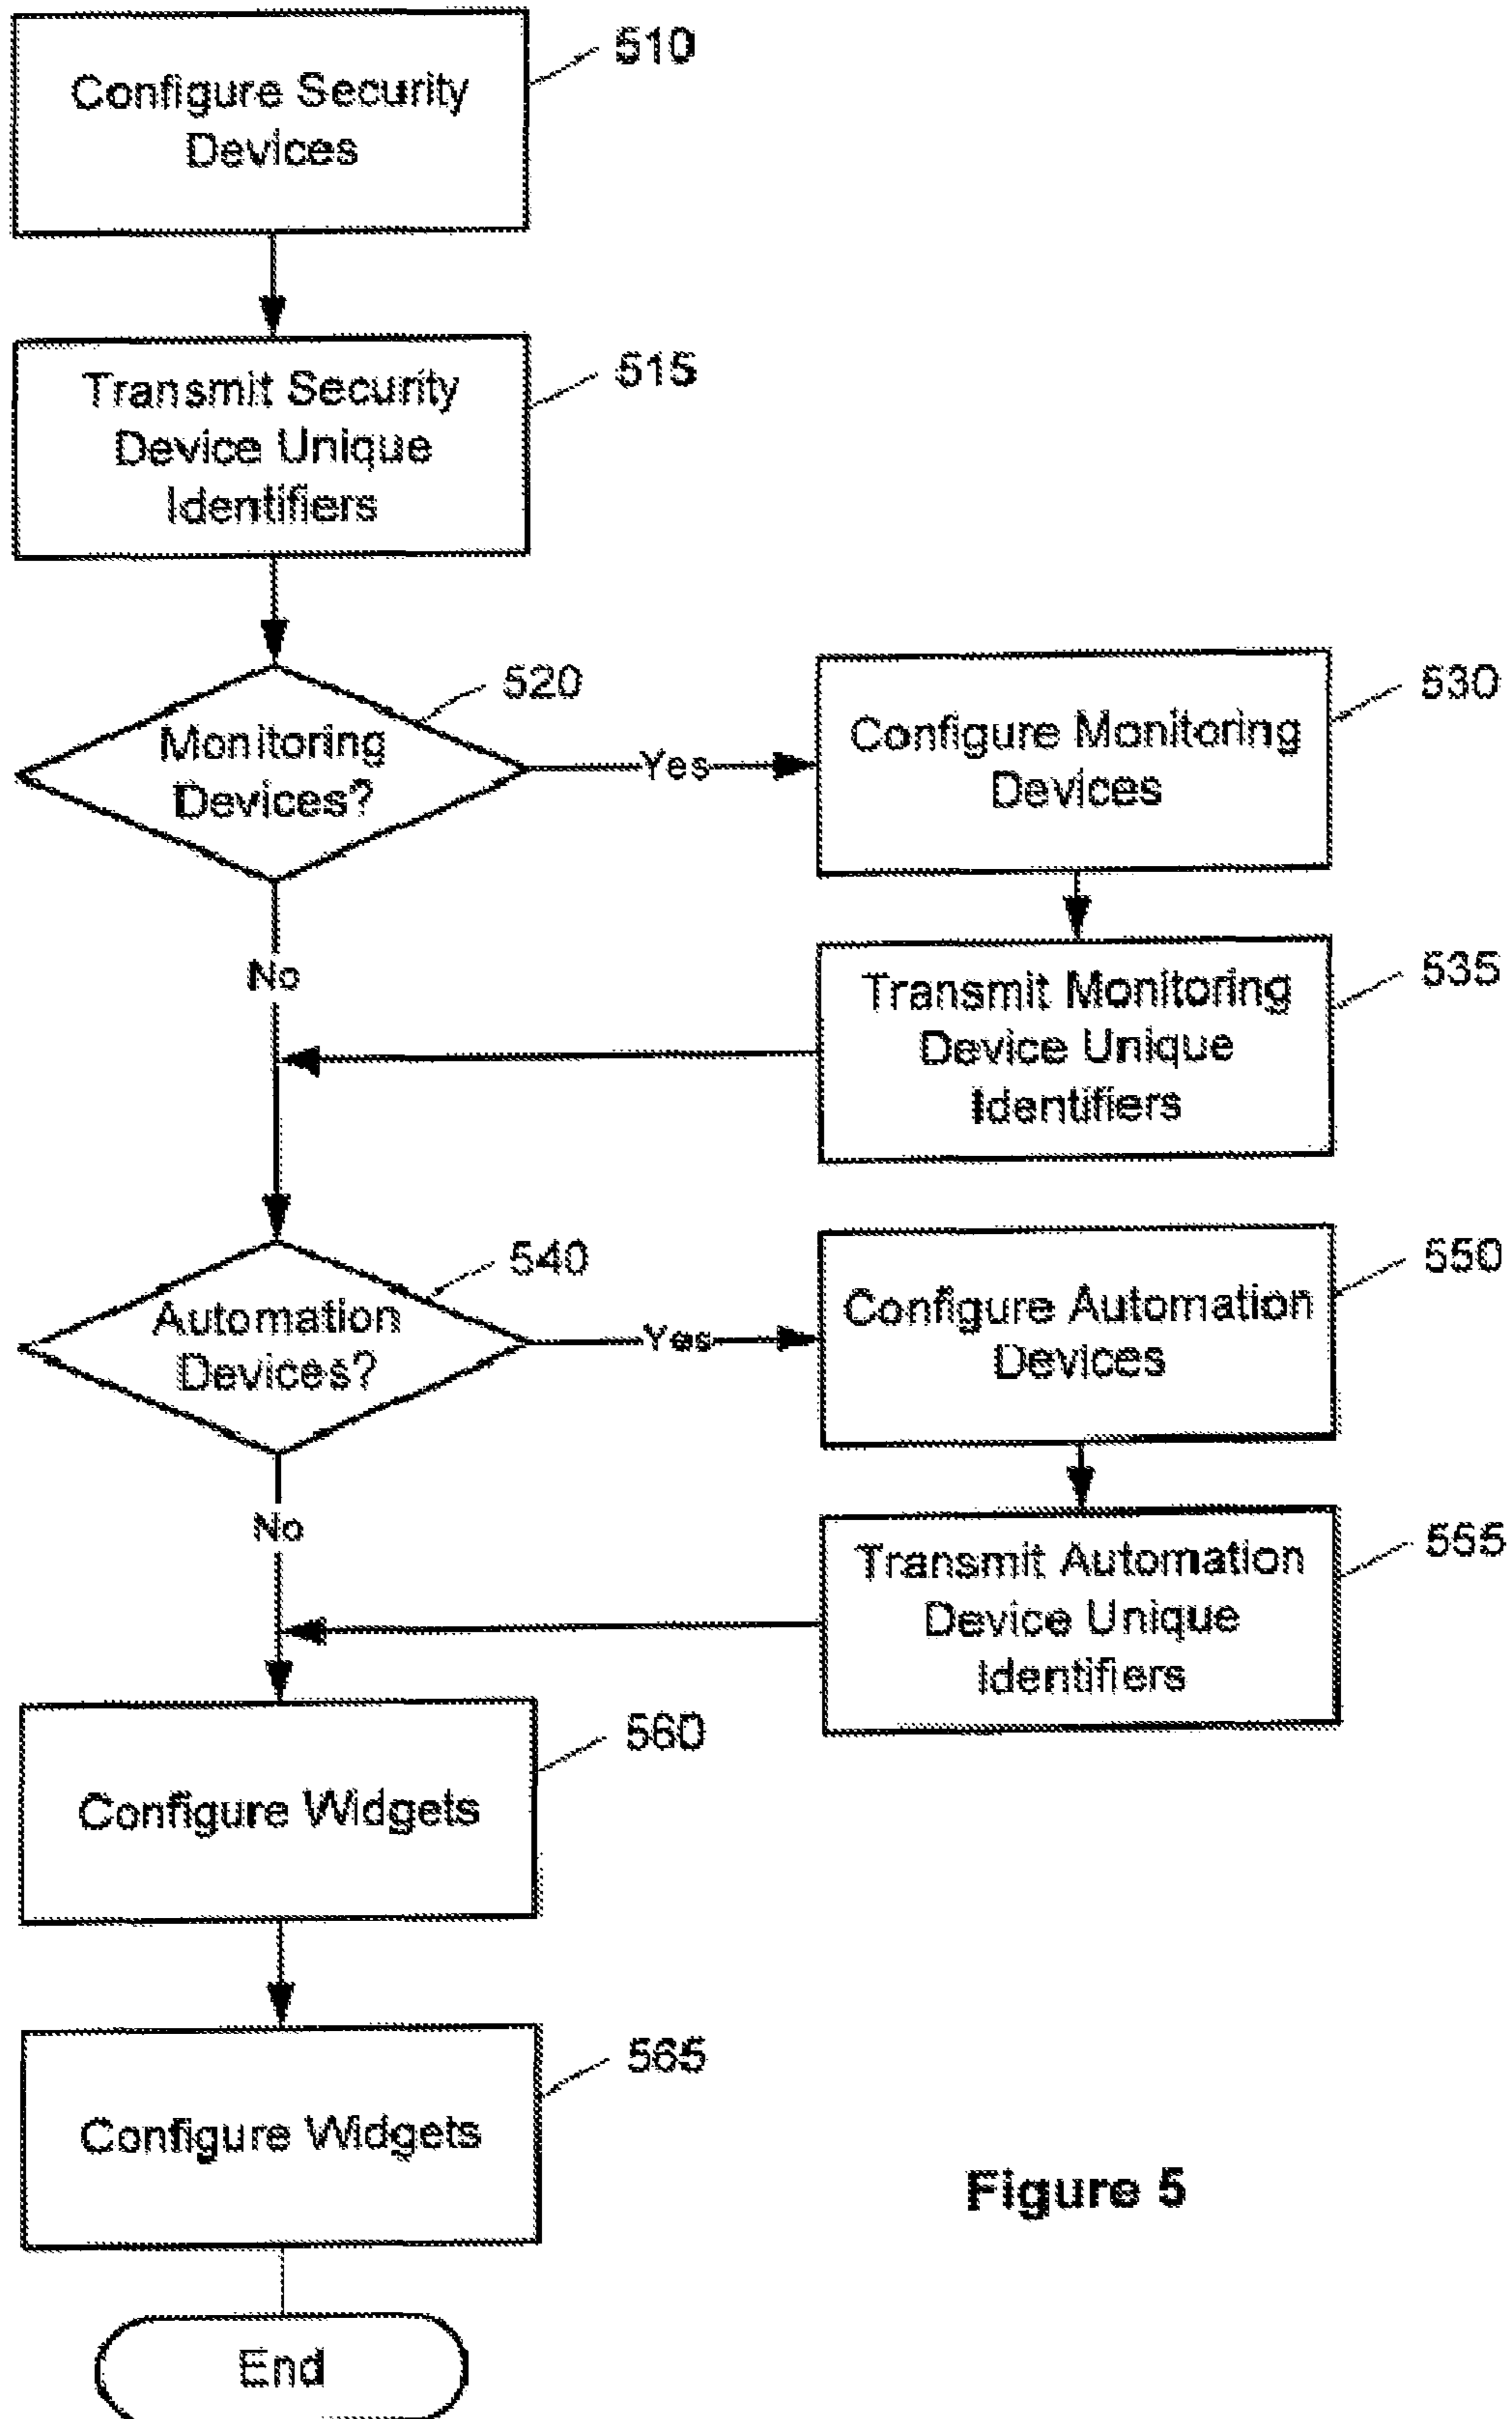 510
Configure Security
Devices
515
Transmit Security
Device Unique
Identifiers
520
Monitoring
Devices?
Yes
530
Configure Monitoring
Devices
No
535
Transmit Monitoring
Device Unique
Identifiers
540
Automation
Devices?
Yes
550
Configure Automation
Devices
No
555
Transmit Automation
Device Unique
Identifiers
560
Configure Widgets
565
Configure Widgets
Figure 5
End